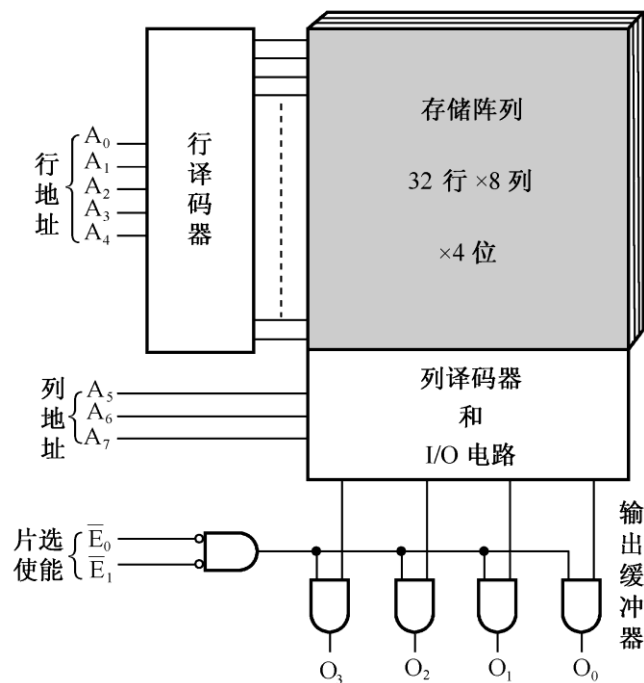 行译码器
存储阵列
32 行 ×8 列
×4 位
行地址
A₀
A₁
A₂
A₃
A₄
列地址
A₅
A₆
A₇
列译码器
和
I/O 电路
片选
使能
E̅₀
E̅₁
输出缓冲器
O₃
O₂
O₁
O₀